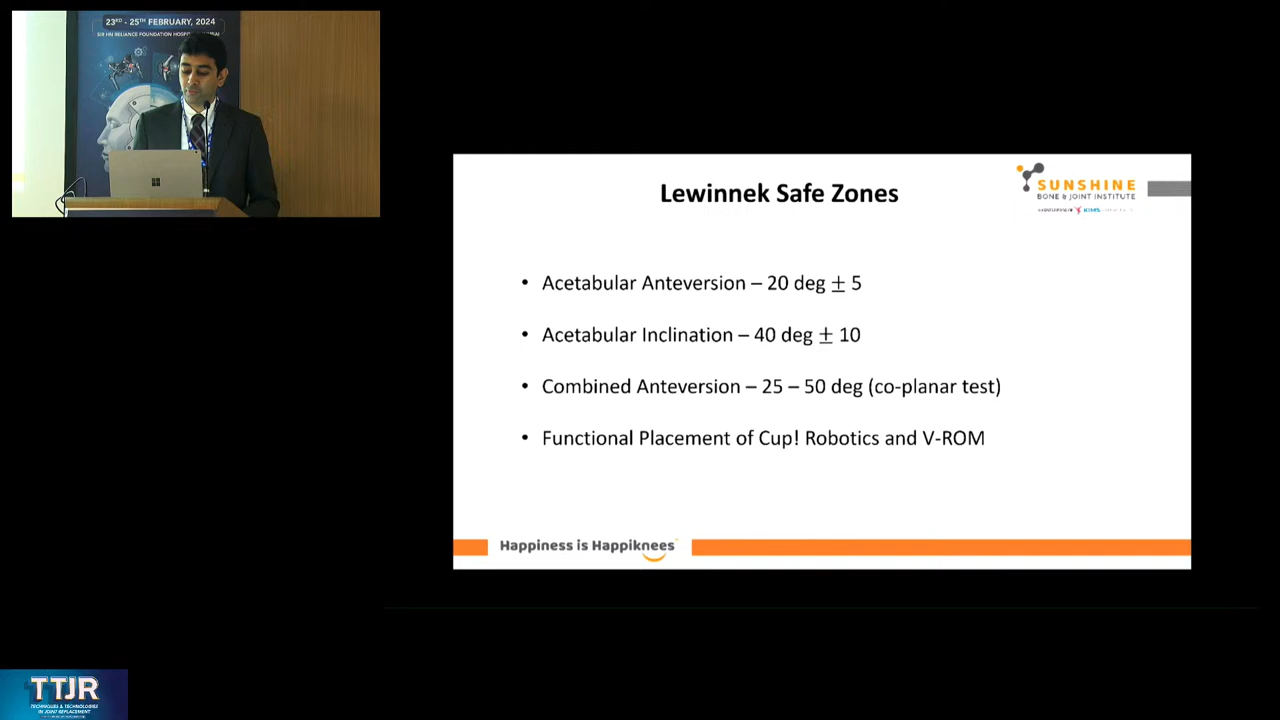 23RD - 25TH FEBRUARY, 2024
SIR HN RELIANCE FOUNDATION
Lewinnek Safe Zones
SUNSHINE
BONE & JOINT INSTITUTE
KIMS
• Acetabular Anteversion – 20 deg ± 5
• Acetabular Inclination – 40 deg ± 10
• Combined Anteversion – 25 – 50 deg (co-planar test)
• Functional Placement of Cup! Robotics and V-ROM
Happiness is Happiknees
TTJR
TECHNIQUES & TECHNOLOGIES
IN JOINT REPLACEMENT